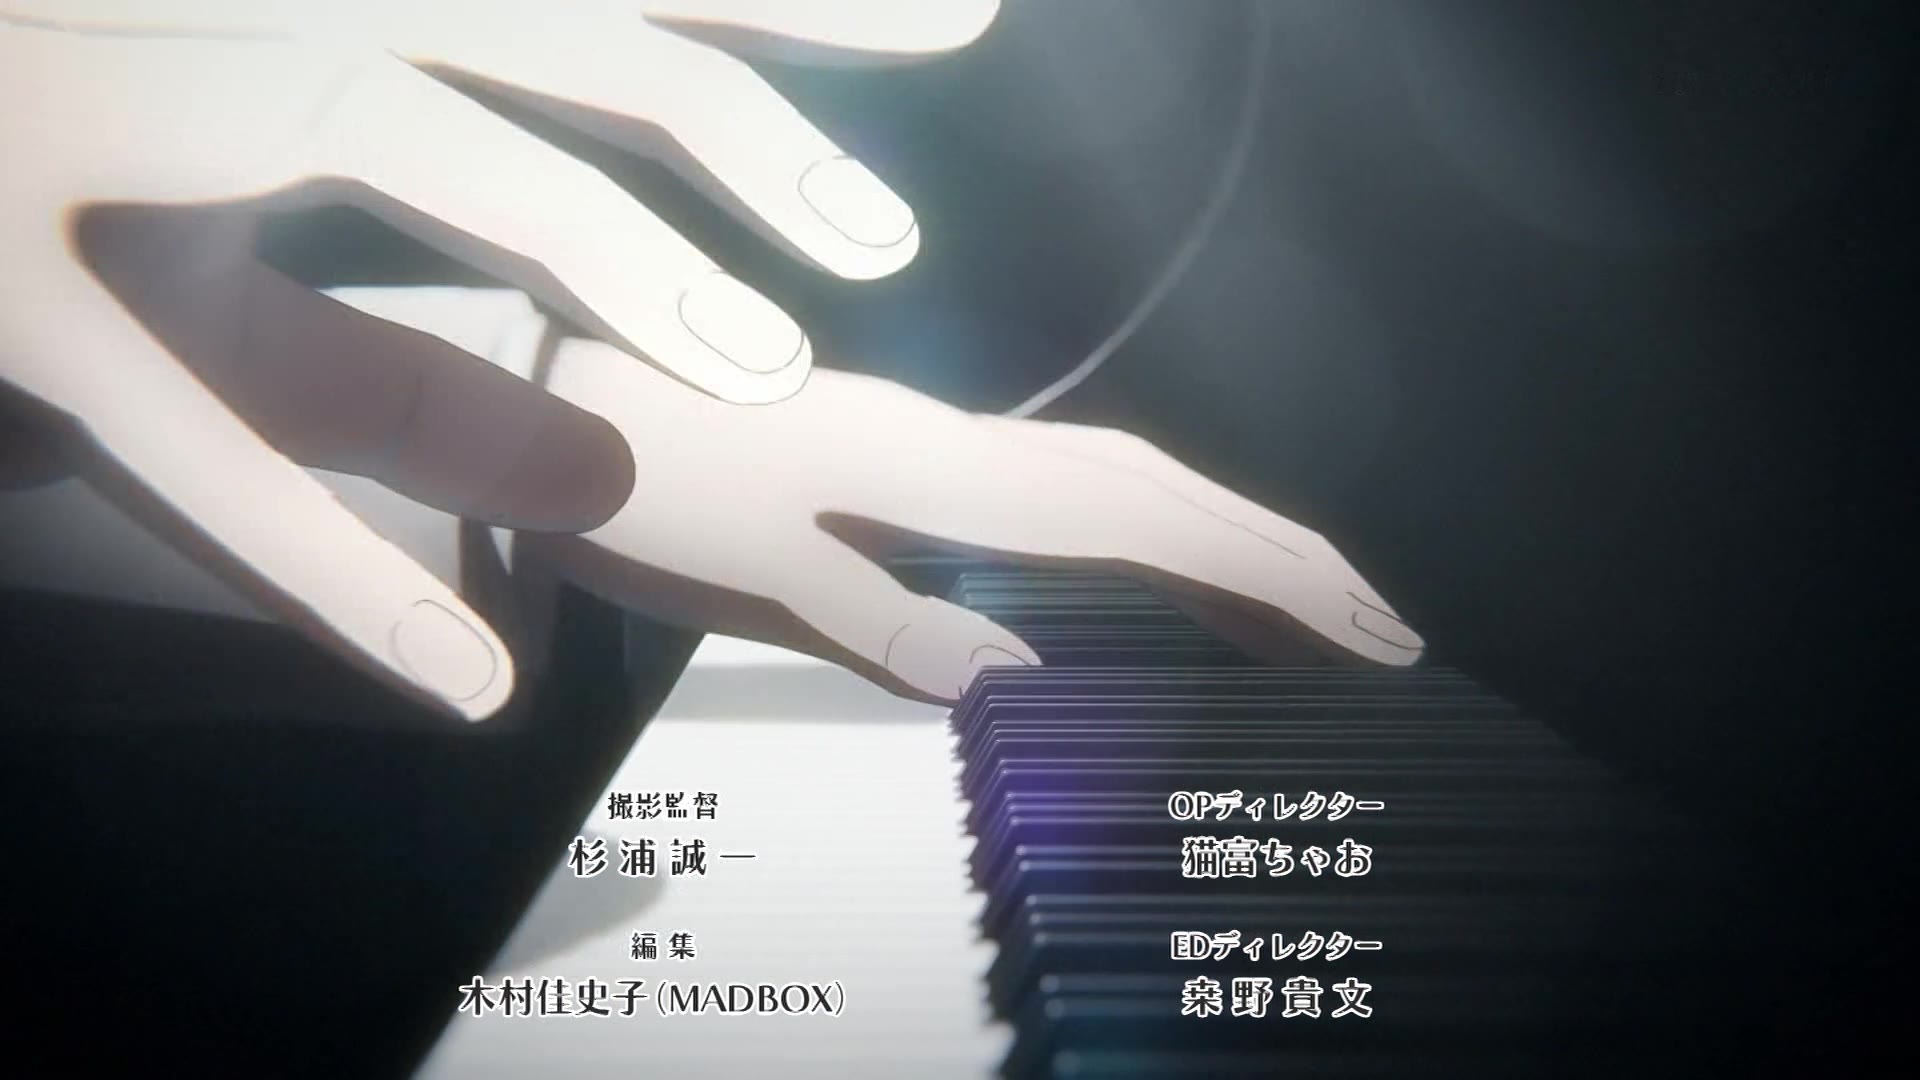 撮影監督
杉浦誠一
編集
木村佳史子(MADBOX)
OPディレクター
猫富ちゃお
EDディレクター
桒野貴文